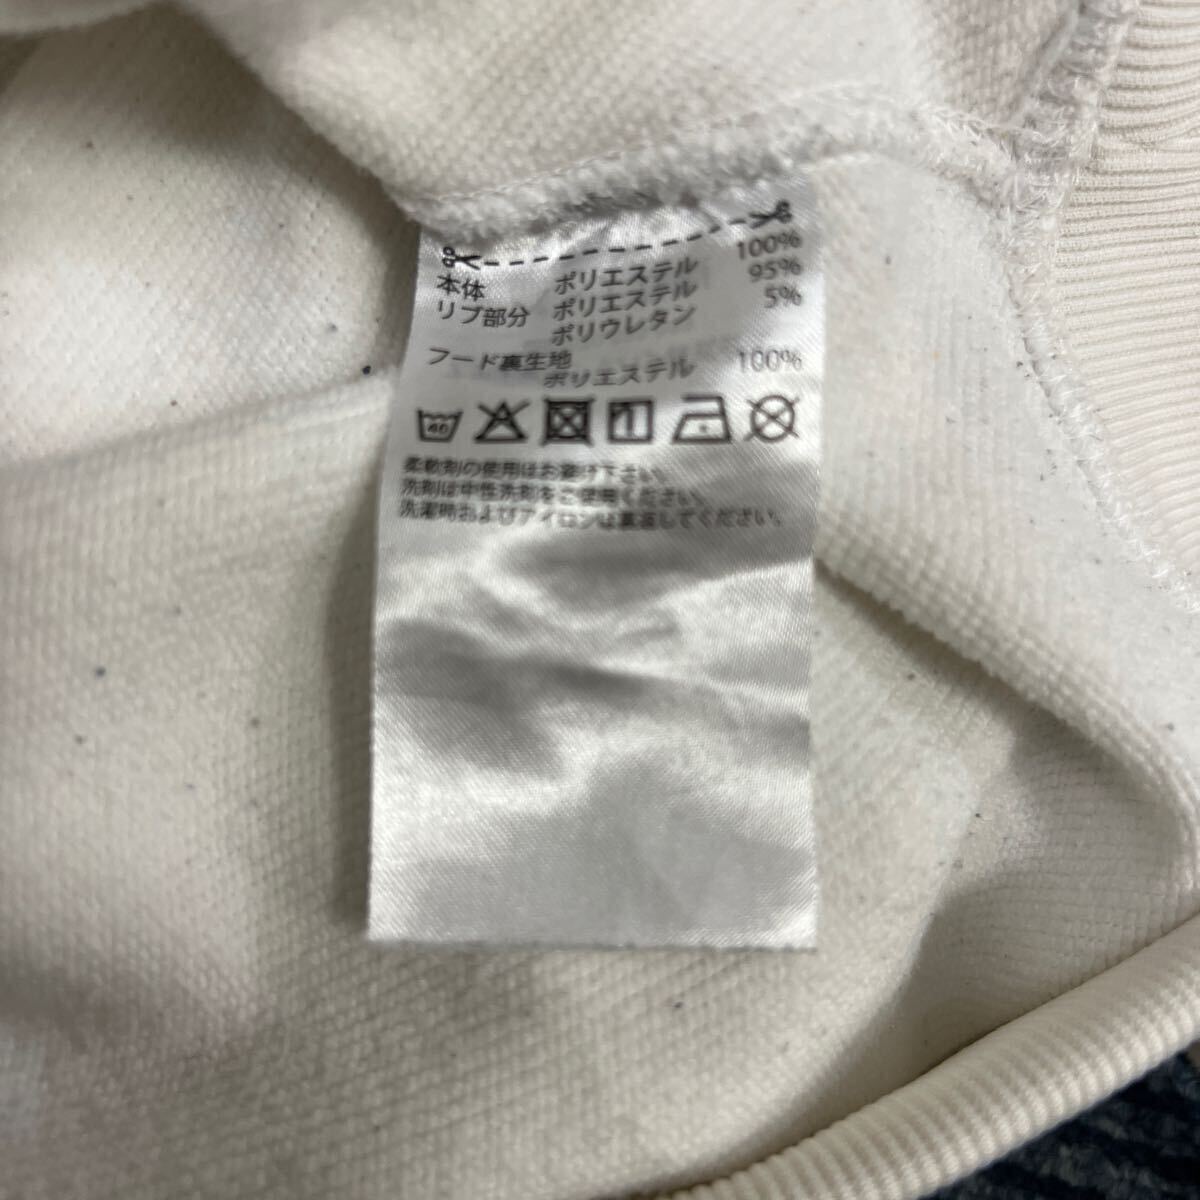 本体 ポリエステル 100%
リブ部分 ポリエステル 95%
ポリウレタン 5%
フード裏生地
ポリエステル 100%
40
柔軟剤の使用はお避け下さい。
洗剤は中性洗剤をご使用ください。
洗濯時およびアイロンは裏返してください。